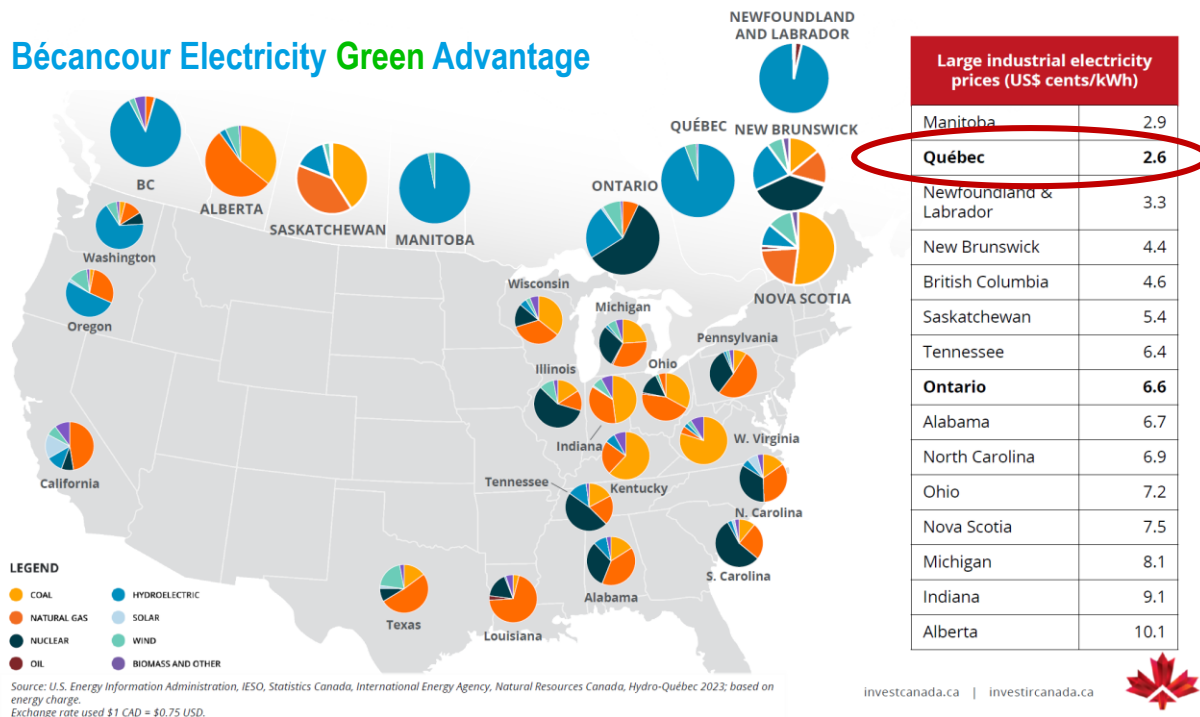 Bécancour Electricity Green Advantage
NEWFOUNDLAND
AND LABRADOR
QUÉBEC
NEW BRUNSWICK
BC
ALBERTA
SASKATCHEWAN
MANITOBA
ONTARIO
NOVA SCOTIA
Washington
Oregon
California
Wisconsin
Michigan
Pennsylvania
Illinois
Ohio
Indiana
W. Virginia
Kentucky
Tennessee
N. Carolina
S. Carolina
Alabama
Texas
Louisiana
LEGEND
COAL
NATURAL GAS
NUCLEAR
OIL
HYDROELECTRIC
SOLAR
WIND
BIOMASS AND OTHER
Source: U.S. Energy Information Administration, IESO, Statistics Canada, International Energy Agency, Natural Resources Canada, Hydro-Québec 2023; based on
energy charge.
Exchange rate used $1 CAD = $0.75 USD.
Large industrial electricity
prices (US$ cents/kWh)
Manitoba 2.9
Québec 2.6
Newfoundland &
Labrador 3.3
New Brunswick 4.4
British Columbia 4.6
Saskatchewan 5.4
Tennessee 6.4
Ontario 6.6
Alabama 6.7
North Carolina 6.9
Ohio 7.2
Nova Scotia 7.5
Michigan 8.1
Indiana 9.1
Alberta 10.1
investcanada.ca | investircanada.ca